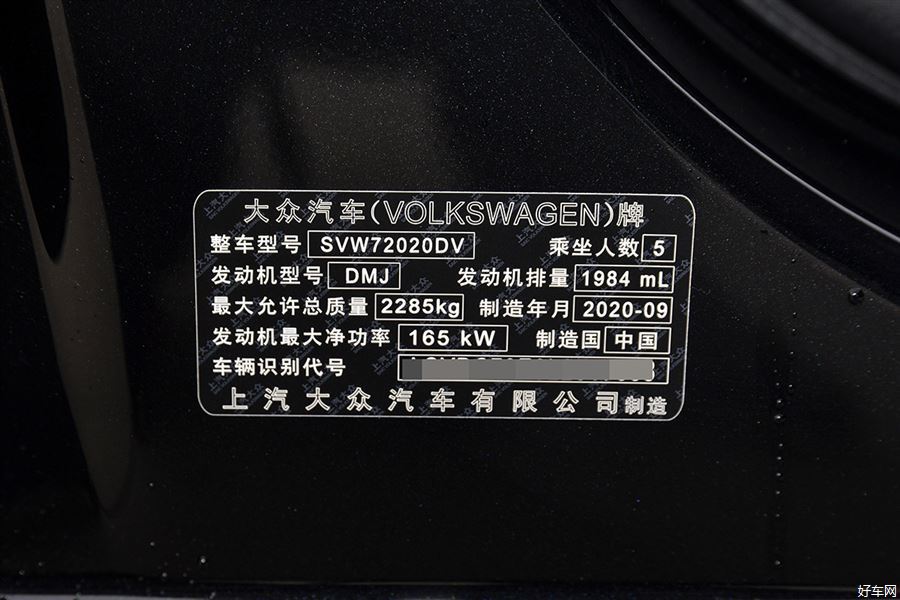 大众汽车(VOLKSWAGEN)牌
整车型号 SVW72020DV 乘坐人数 5
发动机型号 DMJ 发动机排量 1984 mL
最大允许总质量 2285kg 制造年月 2020-09
发动机最大净功率 165 kW 制造国 中国
车辆识别代号
上汽大众汽车有限公司制造
好车网